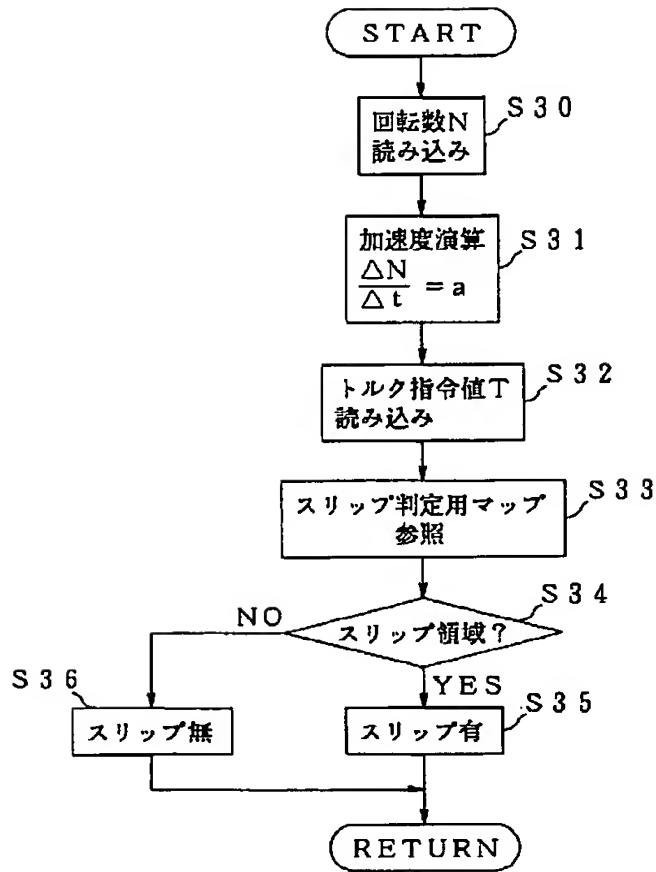 START
S30
回転数N
読み込み
S31
加速度演算
△N
△t
= a
S32
トルク指令値T
読み込み
S33
スリップ判定用マップ
参照
S34
スリップ領域?
NO
YES
S36
スリップ無
S35
スリップ有
RETURN